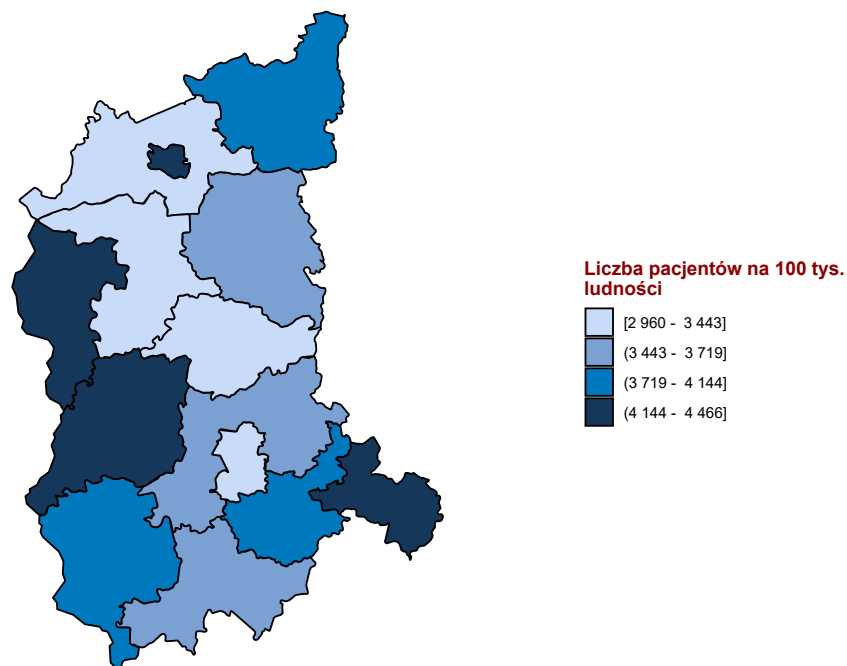 Liczba pacjentów na 100 tys.
ludności
[2 960 - 3 443]
(3 443 - 3 719]
(3 719 - 4 144]
(4 144 - 4 466]